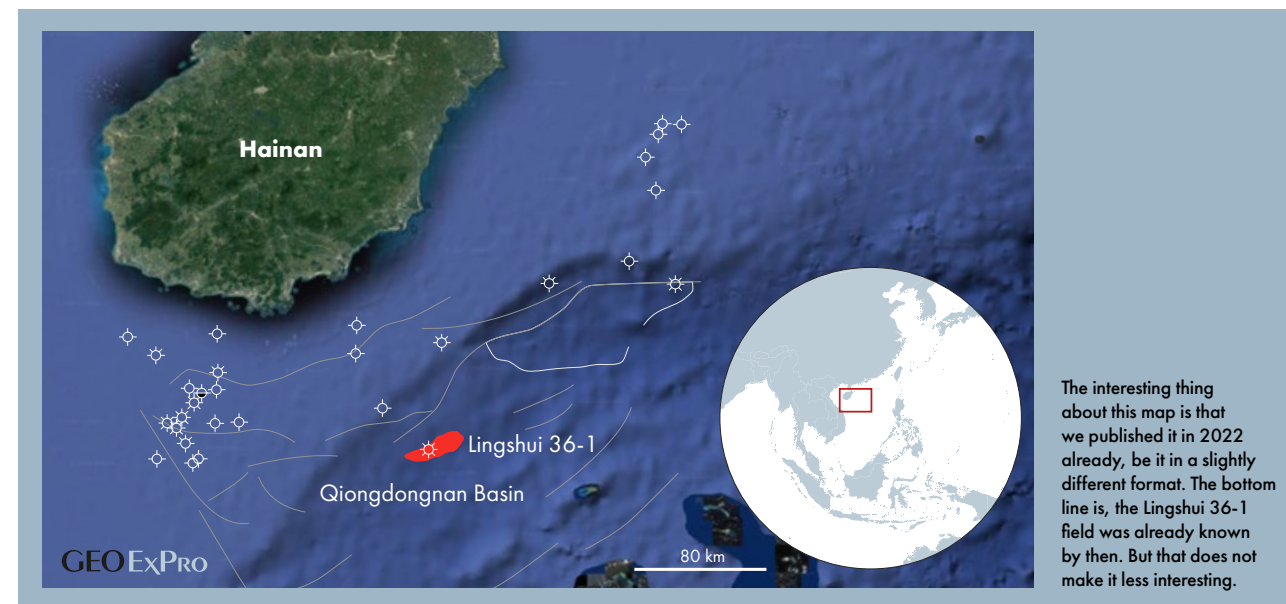 Hainan
Lingshui 36-1
Qiongdongnan Basin
GEOExPro
80 km
The interesting thing
about this map is that
we published it in 2022
already, be it in a slightly
different format. The bottom
line is, the Lingshui 36-1
field was already known
by then. But that does not
make it less interesting.